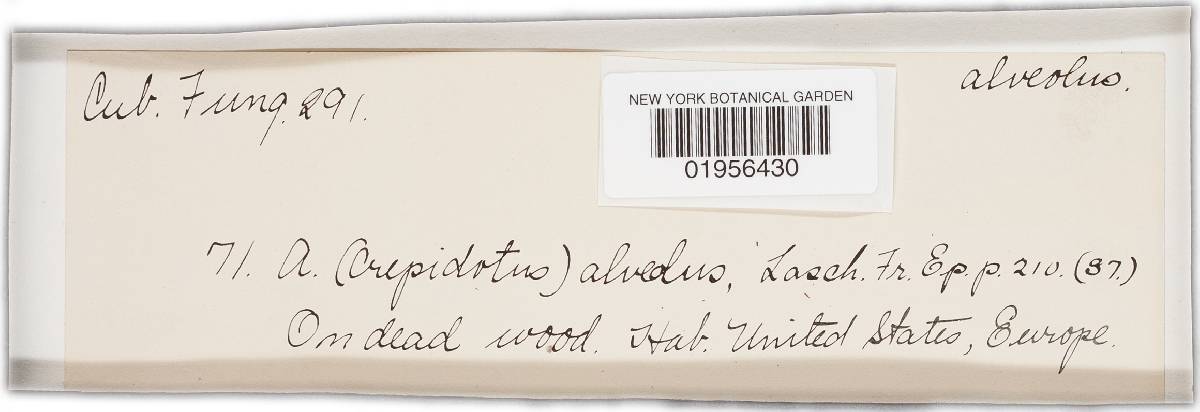 Cub. Fung. 291.
alveolus.
NEW YORK BOTANICAL GARDEN
01956430
71. A. (Crepidotus) alveolus, Lasch. Fr. Ep. p. 210. (37.)
On dead wood. Hab. United States, Europe.